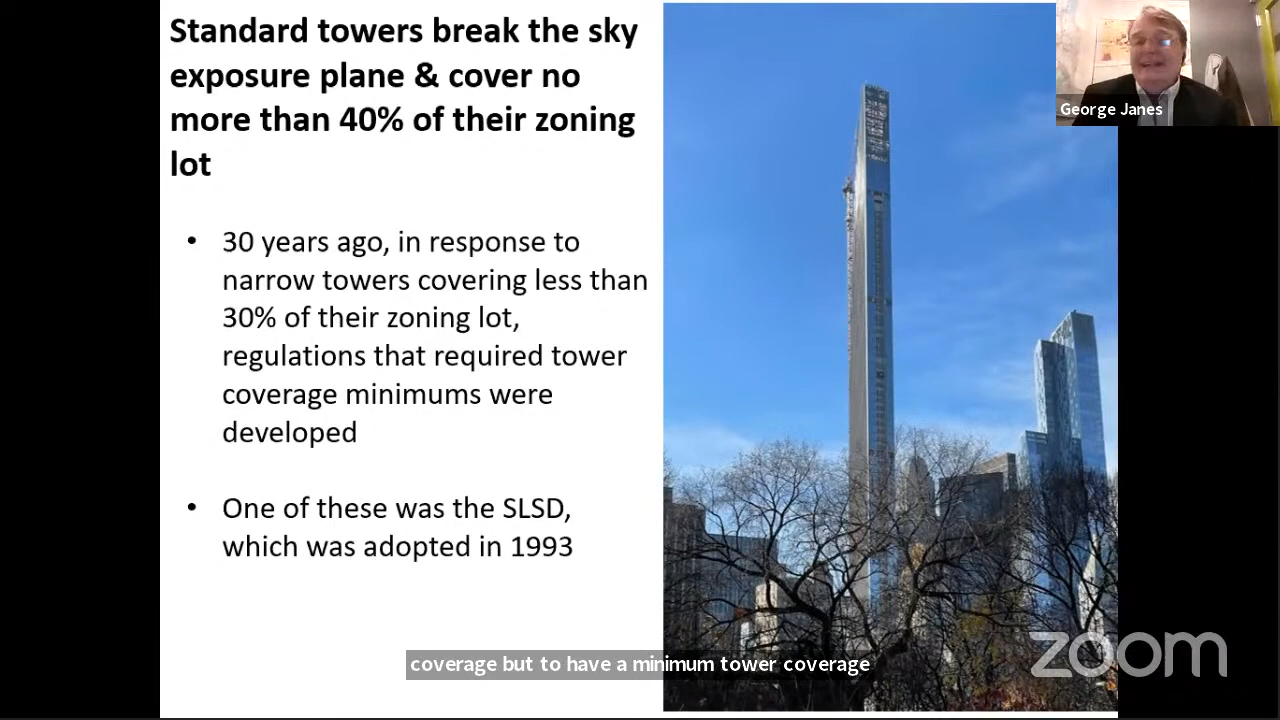 Standard towers break the sky
exposure plane & cover no
more than 40% of their zoning
lot
• 30 years ago, in response to
narrow towers covering less than
30% of their zoning lot,
regulations that required tower
coverage minimums were
developed
• One of these was the SLSD,
which was adopted in 1993
George Janes
coverage but to have a minimum tower coverage
zoom